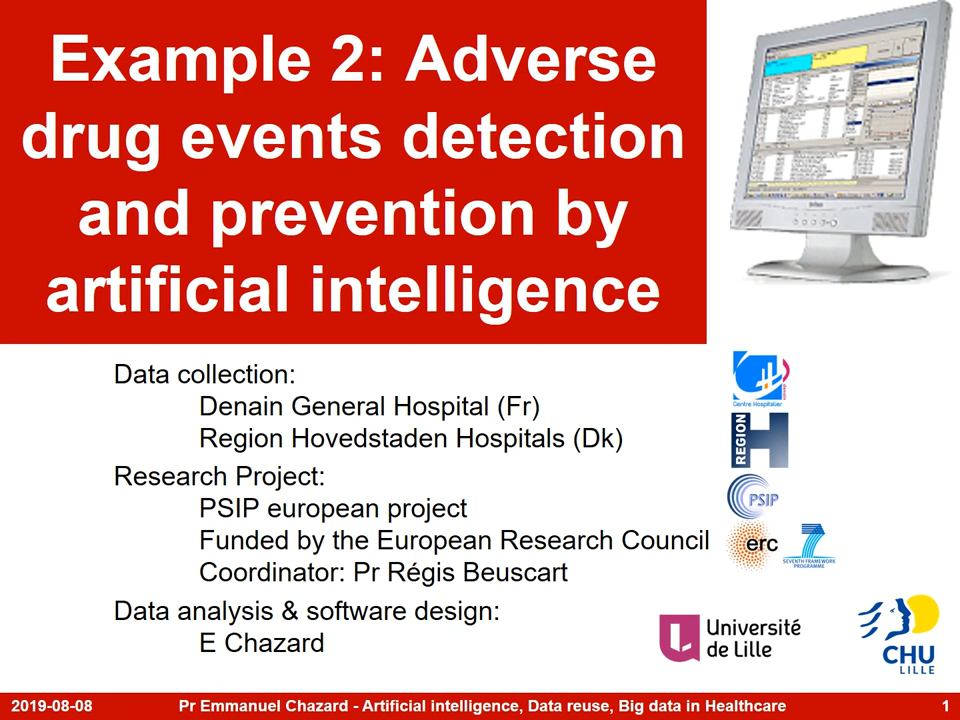 Example 2: Adverse
drug events detection
and prevention by
artificial intelligence
Data collection:
Denain General Hospital (Fr)
Region Hovedstaden Hospitals (Dk)
Research Project:
PSIP european project
Funded by the European Research Council
Coordinator: Pr Régis Beuscart
Data analysis & software design:
E Chazard
Centre Hospitalier
REGION H
PSIP
erc
7
SEVENTH FRAMEWORK
PROGRAMME
Université
de Lille
CHU
LILLE
2019-08-08 Pr Emmanuel Chazard - Artificial intelligence, Data reuse, Big data in Healthcare 1